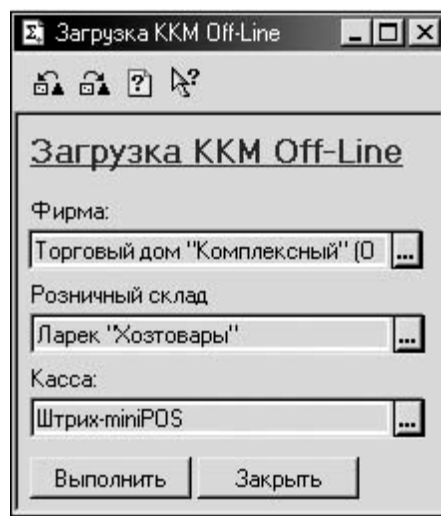 Загрузка ККМ Off-Line
Загрузка ККМ Off-Line
Фирма:
Торговый дом "Комплексный" (О
...
Розничный склад
Ларек "Хозтовары"
...
Касса:
Штрих-miniPOS
...
Выполнить Закрыть